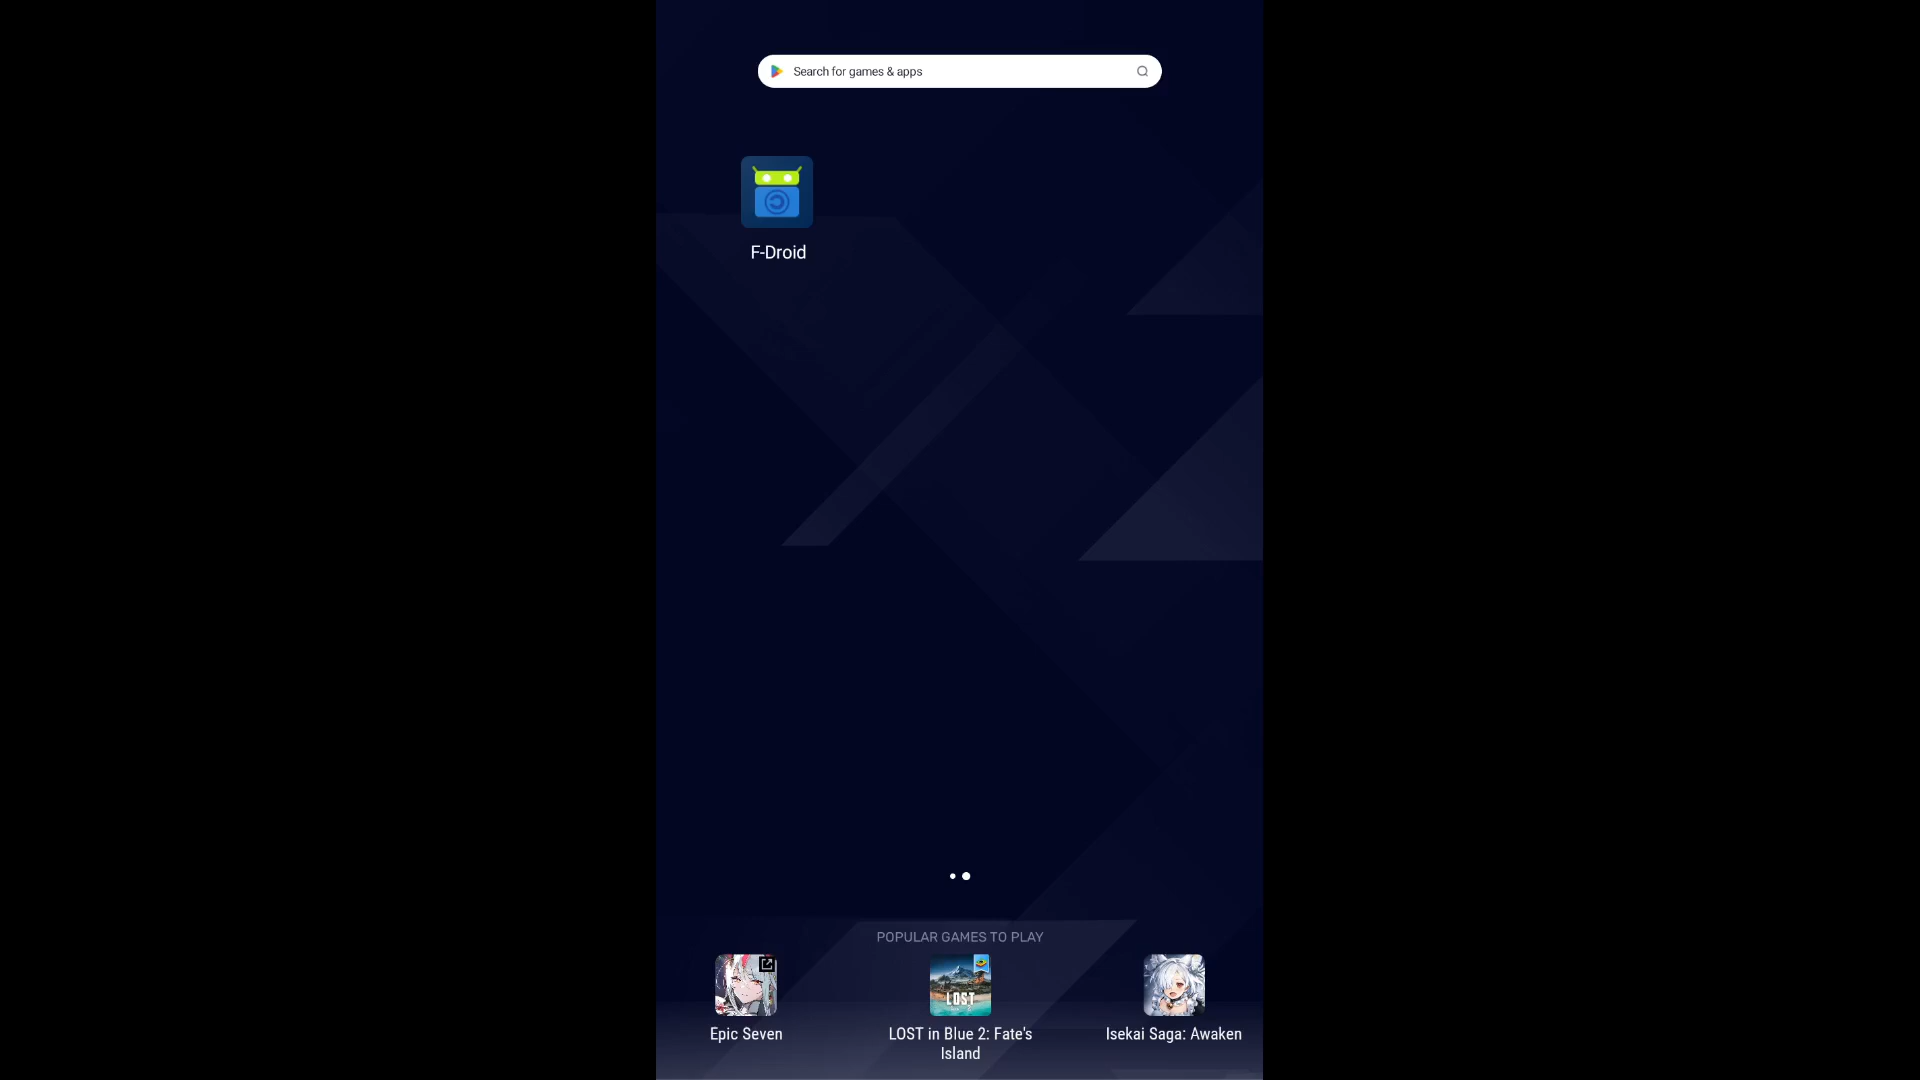 Search for games & apps
F-Droid
POPULAR GAMES TO PLAY
LOST
Epic Seven
LOST in Blue 2: Fate's
Island
Isekai Saga: Awaken